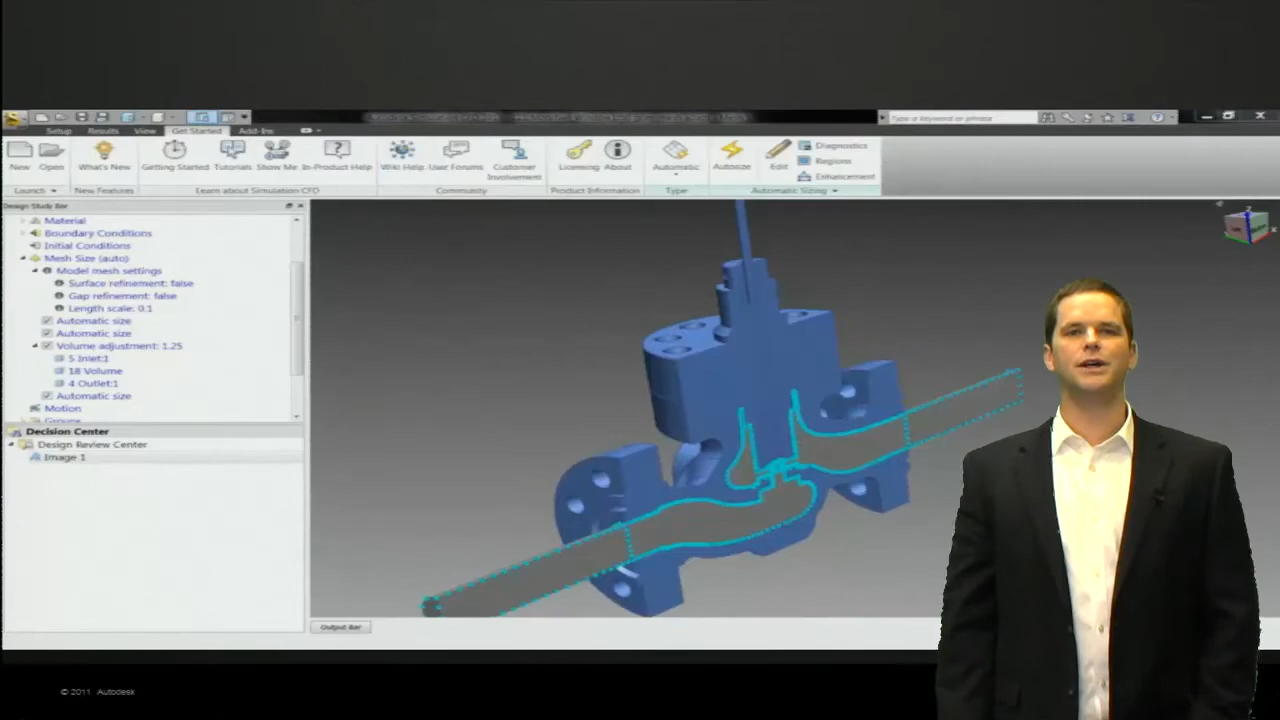 Type a keyword or phrase
Setup Results View Get Started Add-Ins
New Open What's New Getting Started Tutorials Show Me In-Product Help Wiki Help User Forums Customer Involvement Licensing About Automatic Autosize Edit Diagnostics
Regions
Enhancement
Launch New Features Learn about Simulation CFD Community Product Information Type Automatic Sizing
Design Study Bar
Material
Boundary Conditions
Initial Conditions
Mesh Size (auto)
Model mesh settings
Surface refinement: false
Gap refinement: false
Length scale: 0.1
Automatic size
Automatic size
Volume adjustment: 1.25
5 Inlet:1
18 Volume
4 Outlet:1
Automatic size
Motion
Groups
Decision Center
Design Review Center
Image 1
Output Bar
© 2011 Autodesk